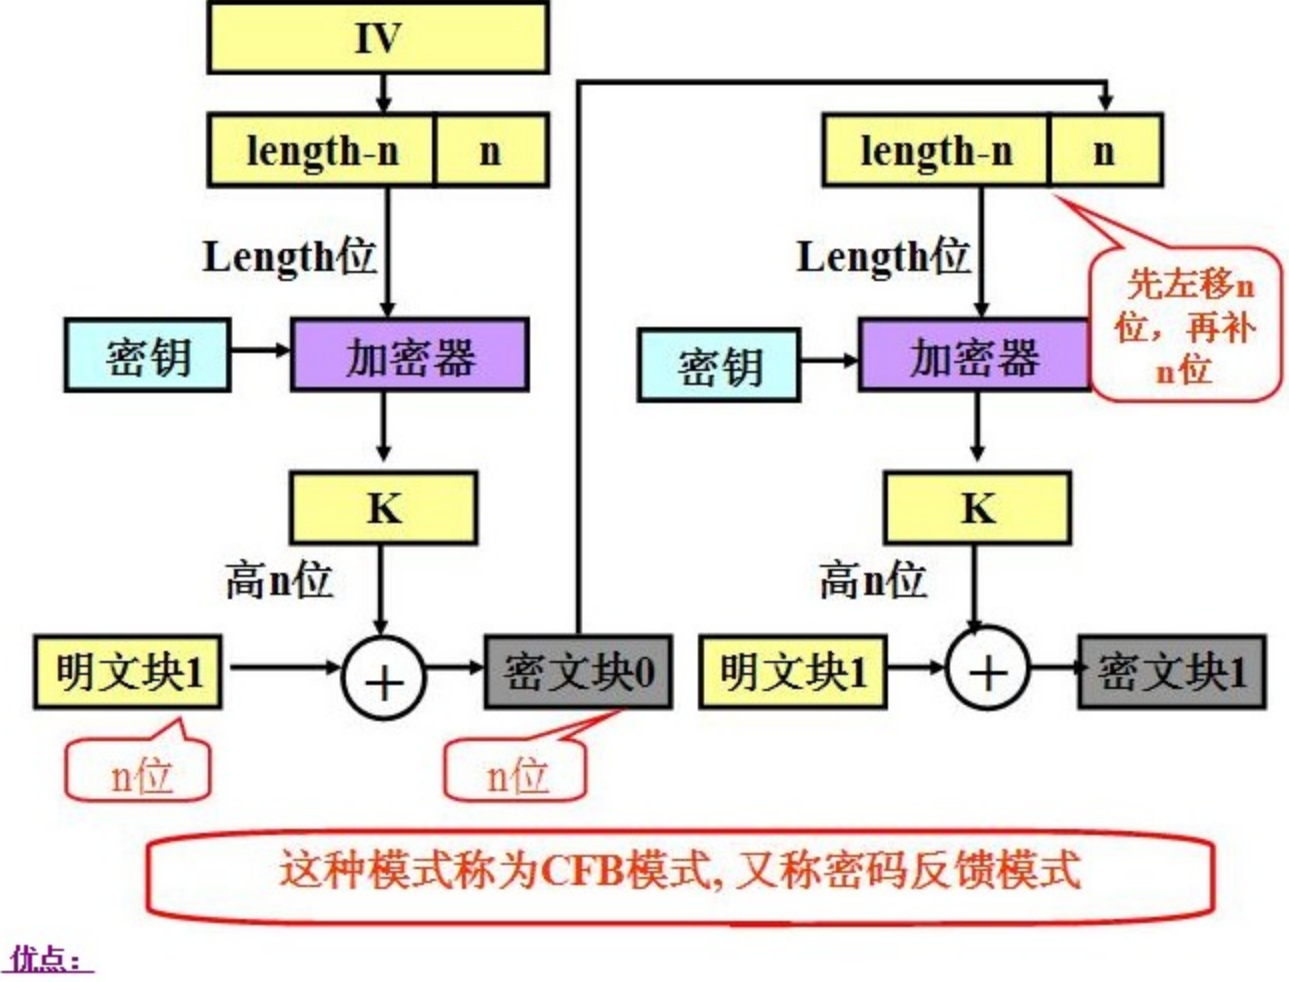 IV
length-n n
length-n n
Length位
Length位
先左移n
位，再补
n位
密钥
加密器
密钥
加密器
K
K
高n位
高n位
明文块1
+
密文块0
明文块1
+
密文块1
n位
n位
这种模式称为CFB模式, 又称密码反馈模式
优点：